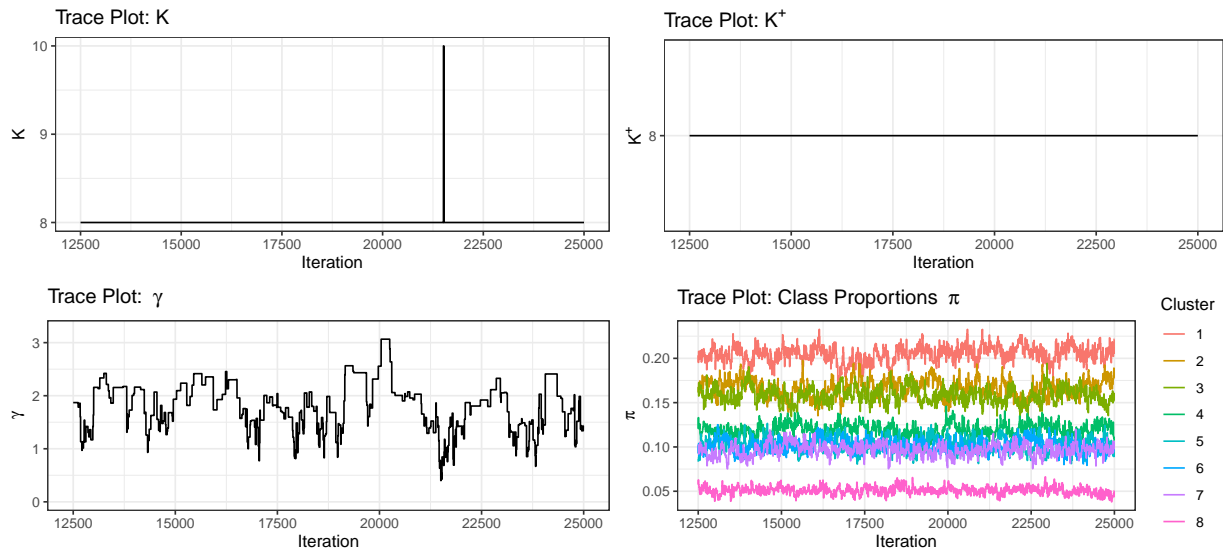 Trace Plot: K
10
9
8
K
12500 15000 17500 20000 22500 25000
Iteration
Trace Plot: K⁺
8
K⁺
12500 15000 17500 20000 22500 25000
Iteration
Trace Plot: γ
3
2
1
0
γ
12500 15000 17500 20000 22500 25000
Iteration
Trace Plot: Class Proportions π
0.20
0.15
0.10
0.05
π
12500 15000 17500 20000 22500 25000
Iteration
Cluster
1
2
3
4
5
6
7
8